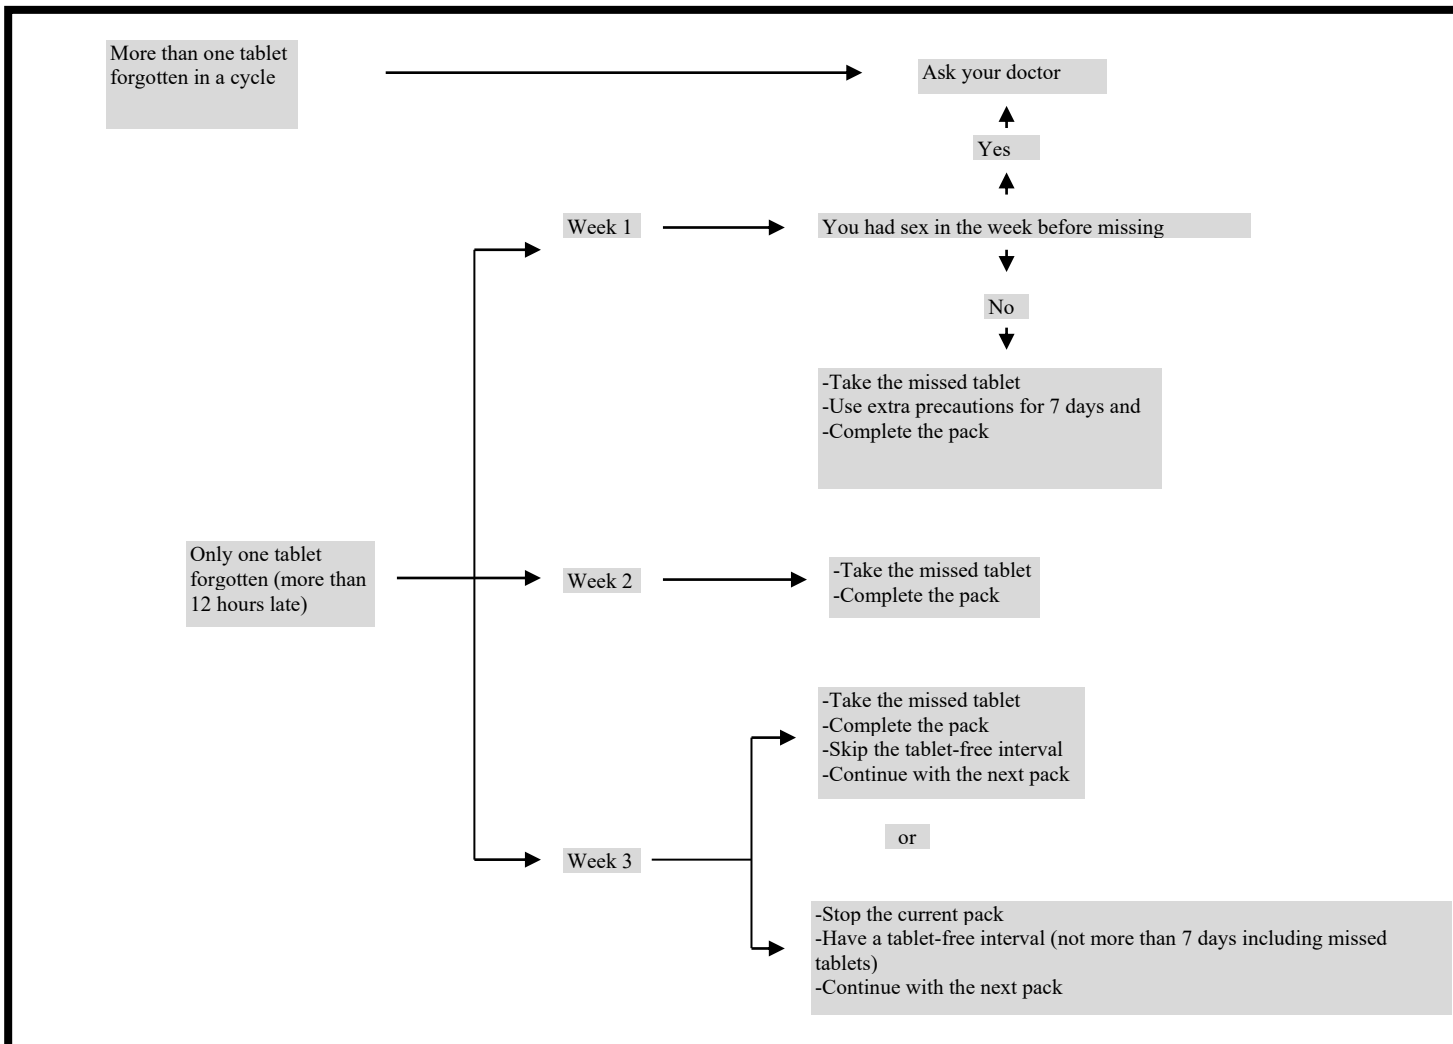 More than one tablet
forgotten in a cycle
Ask your doctor
Yes
Week 1
You had sex in the week before missing
No
-Take the missed tablet
-Use extra precautions for 7 days and
-Complete the pack
Only one tablet
forgotten (more than
12 hours late)
Week 2
-Take the missed tablet
-Complete the pack
-Take the missed tablet
-Complete the pack
-Skip the tablet-free interval
-Continue with the next pack
or
Week 3
-Stop the current pack
-Have a tablet-free interval (not more than 7 days including missed
tablets)
-Continue with the next pack